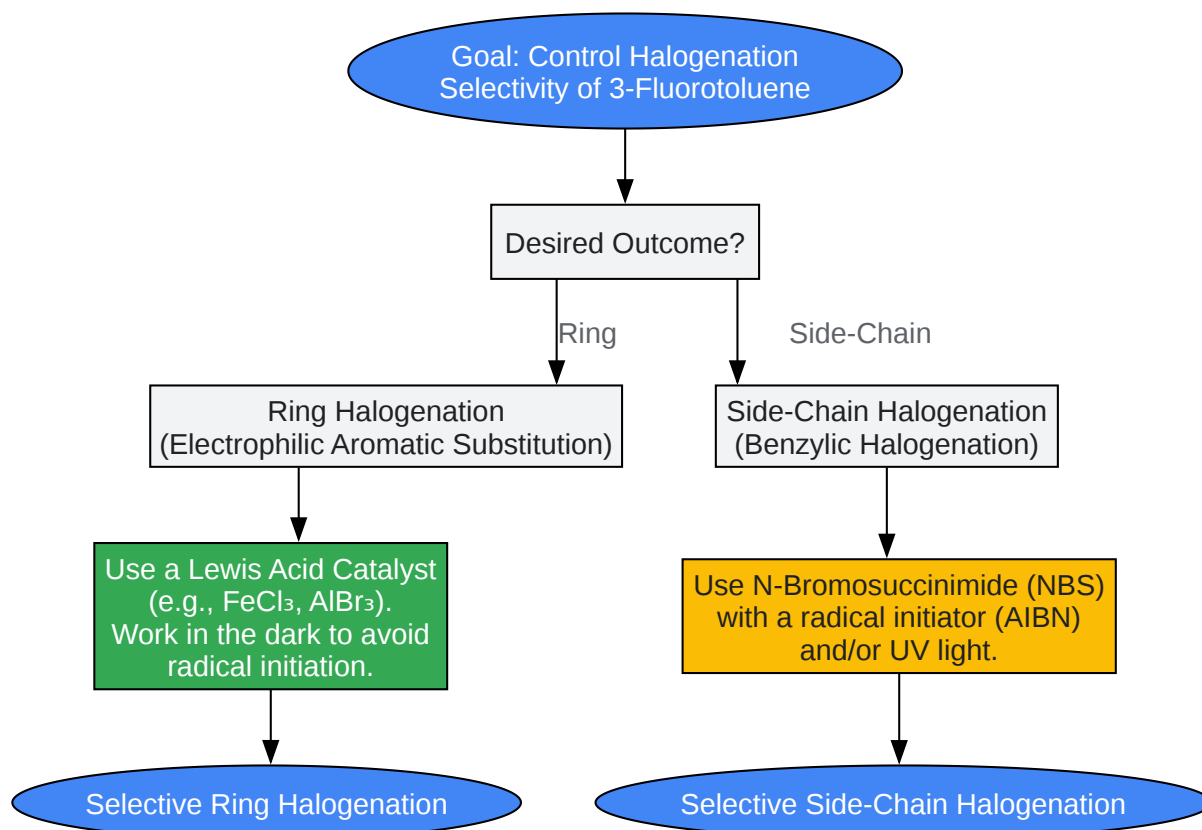 Goal: Control Halogenation
Selectivity of 3-Fluorotoluene
Desired Outcome?
Ring
Side-Chain
Ring Halogenation
(Electrophilic Aromatic Substitution)
Side-Chain Halogenation
(Benzylic Halogenation)
Use a Lewis Acid Catalyst
(e.g., FeCl₃, AlBr₃).
Work in the dark to avoid
radical initiation.
Use N-Bromosuccinimide (NBS)
with a radical initiator (AIBN)
and/or UV light.
Selective Ring Halogenation
Selective Side-Chain Halogenation